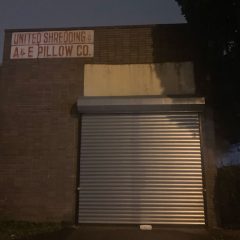 UNITED SHREDDING &
A & E PILLOW CO.